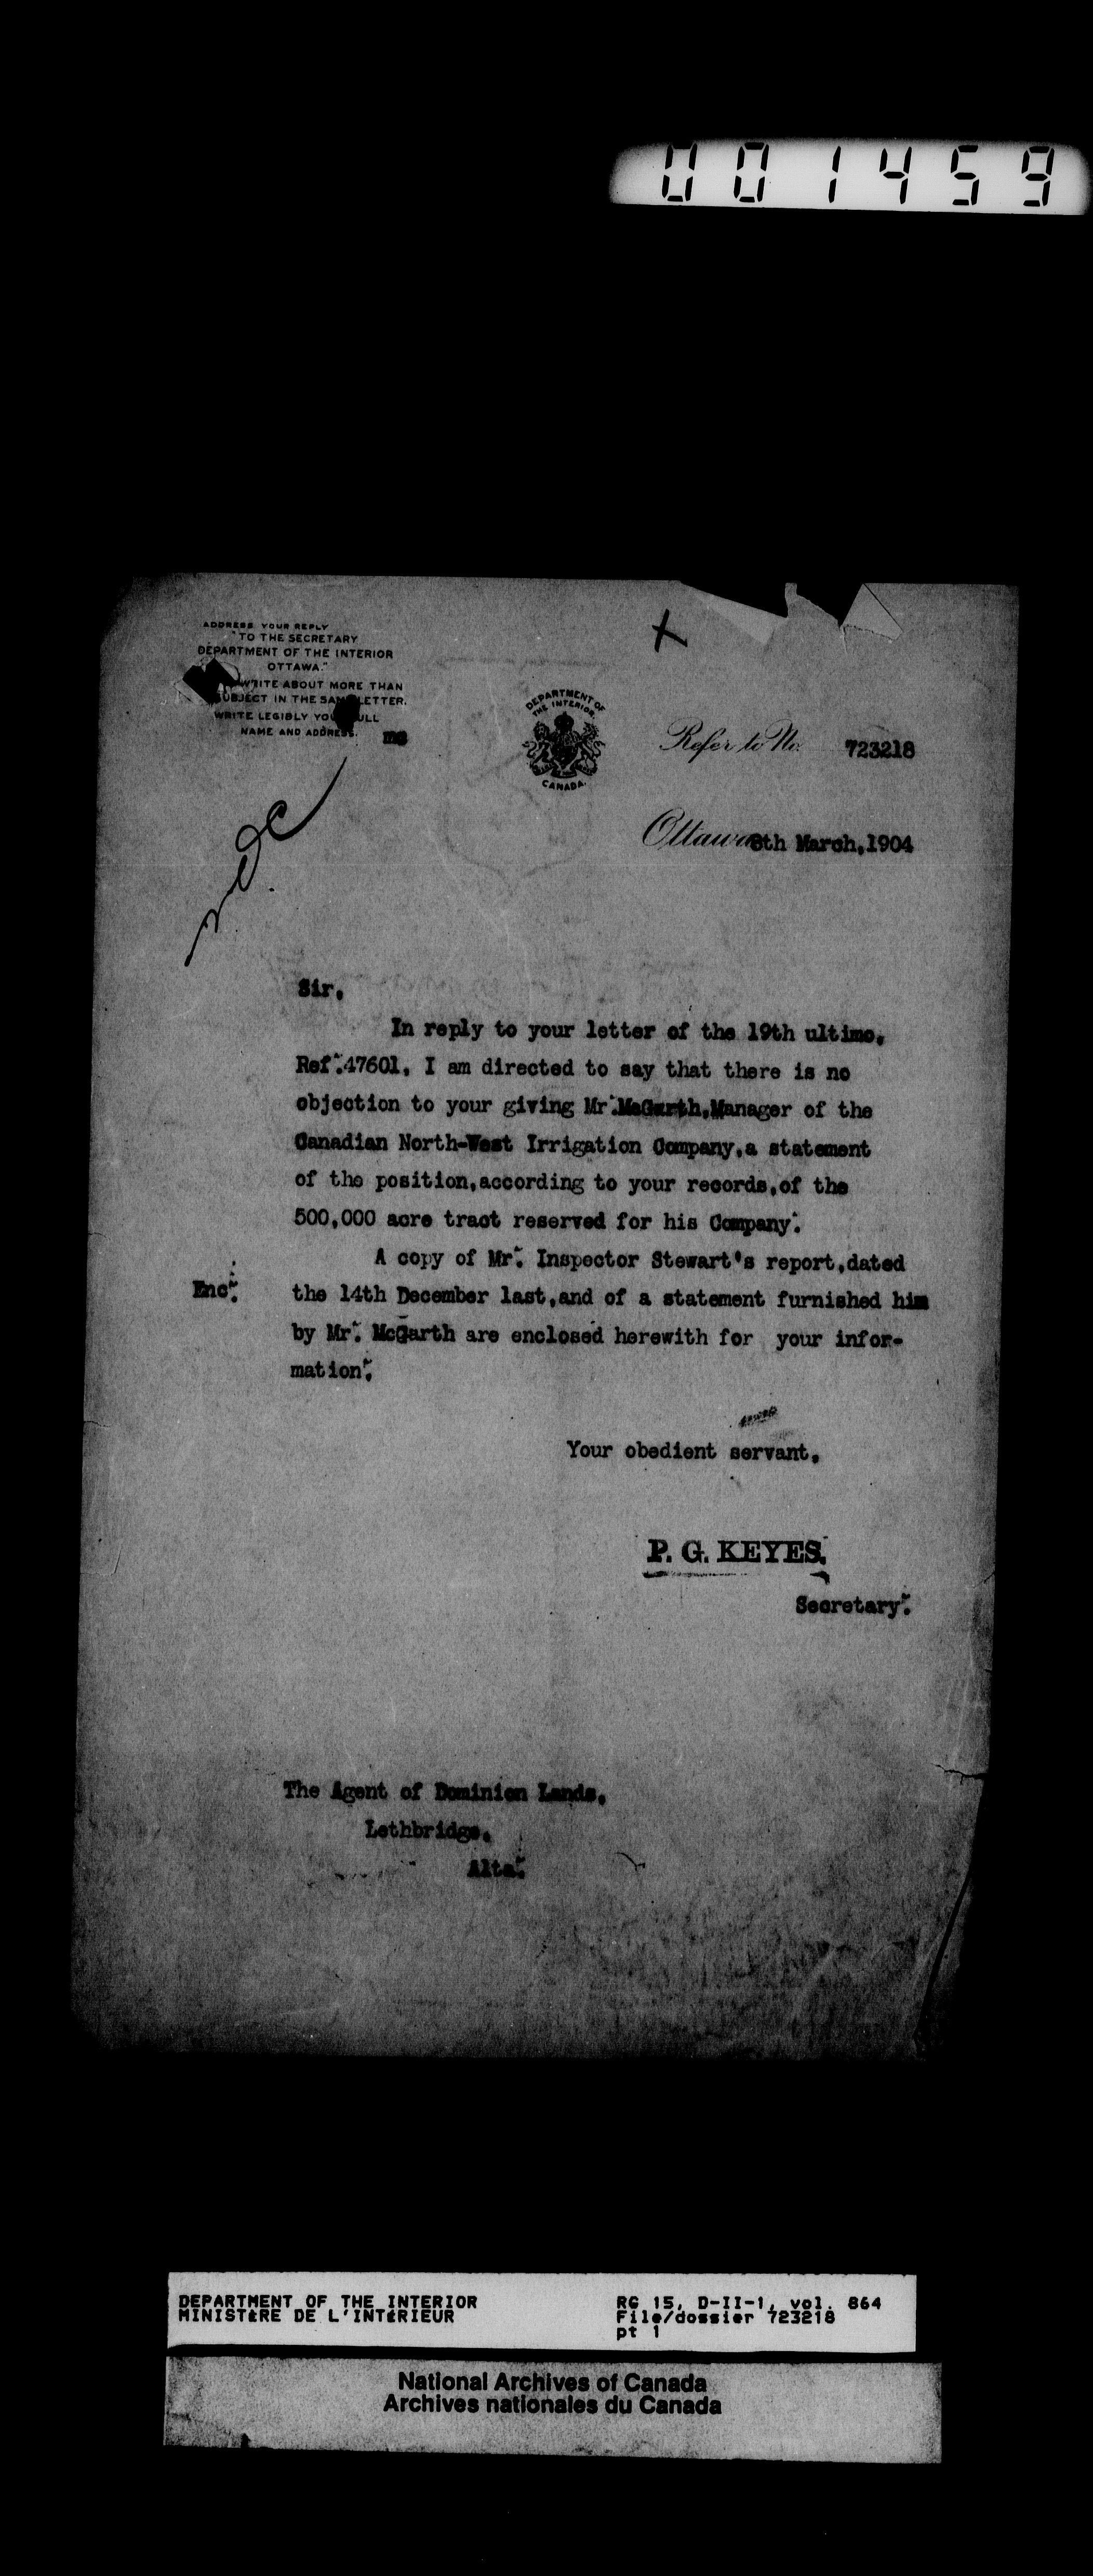 001459
ADDRESS YOUR REPLY
"TO THE SECRETARY
DEPARTMENT OF THE INTERIOR
OTTAWA."
WRITE ABOUT MORE THAN
SUBJECT IN THE SAME LETTER.
WRITE LEGIBLY YOUR FULL
NAME AND ADDRESS.
DEPARTMENT OF
THE INTERIOR.
CANADA.
Refer to No. 723218
Ottawa 8th March, 1904
Sir,
In reply to your letter of the 19th ultimo,
Ref. 47601, I am directed to say that there is no
objection to your giving Mr. McGarth, Manager of the
Canadian North-West Irrigation Company, a statement
of the position, according to your records, of the
500,000 acre tract reserved for his Company.
A copy of Mr. Inspector Stewart's report, dated
Enc. the 14th December last, and of a statement furnished him
by Mr. McGarth are enclosed herewith for your infor-
mation.
Your obedient servant,
P. G. KEYES,
Secretary.
The Agent of Dominion Lands,
Lethbridge,
Alta.
DEPARTMENT OF THE INTERIOR RG 15, D-II-1, vol. 864
MINISTÈRE DE L'INTÉRIEUR File/dossier 723218
pt 1
National Archives of Canada
Archives nationales du Canada